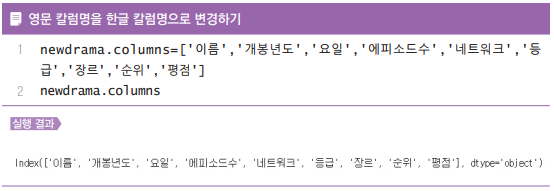 영문 칼럼명을 한글 칼럼명으로 변경하기
1 newdrama.columns=['이름','개봉년도','요일','에피소드수','네트워크','등
급','장르','순위','평점']
2 newdrama.columns
실행 결과
Index(['이름', '개봉년도', '요일', '에피소드수', '네트워크', '등급', '장르', '순위', '평점'], dtype='object')